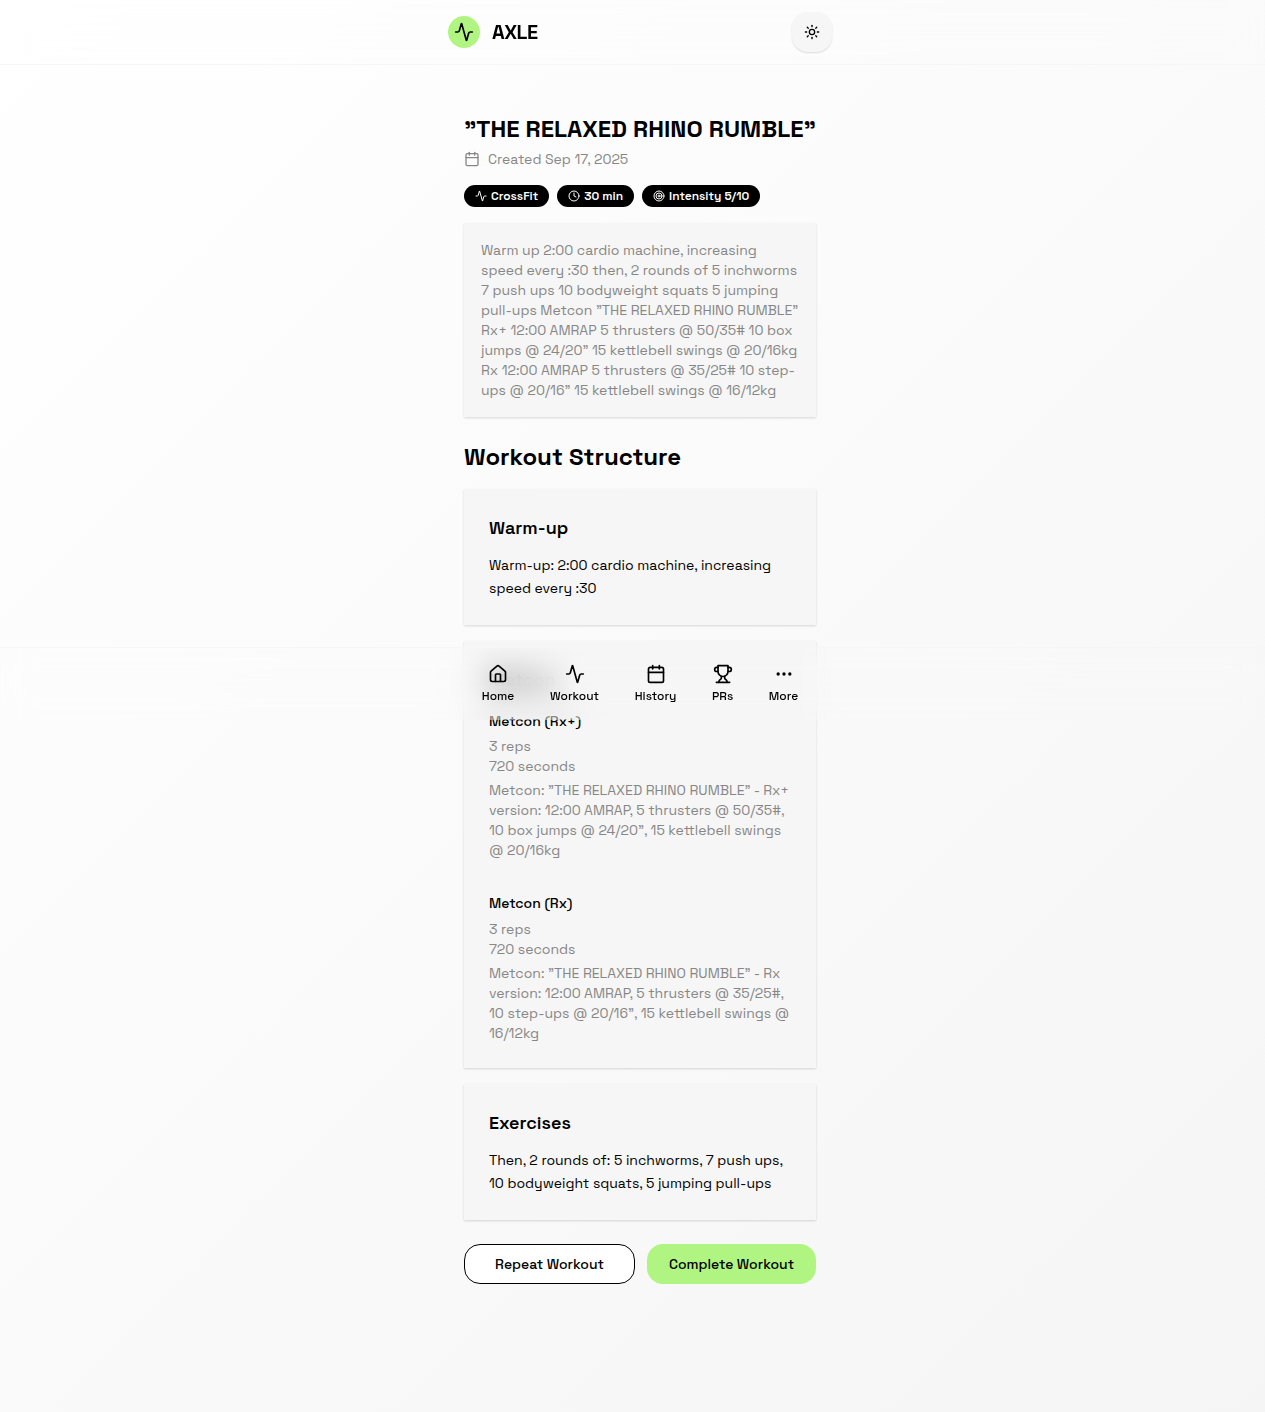 AXLE
"THE RELAXED RHINO RUMBLE"
Created Sep 17, 2025
CrossFit
30 min
Intensity 5/10
Warm up 2:00 cardio machine, increasing
speed every :30 then, 2 rounds of 5 inchworms
7 push ups 10 bodyweight squats 5 jumping
pull-ups Metcon "THE RELAXED RHINO RUMBLE"
Rx+ 12:00 AMRAP 5 thrusters @ 50/35# 10 box
jumps @ 24/20" 15 kettlebell swings @ 20/16kg
Rx 12:00 AMRAP 5 thrusters @ 35/25# 10 step-
ups @ 20/16" 15 kettlebell swings @ 16/12kg
Workout Structure
Warm-up
Warm-up: 2:00 cardio machine, increasing
speed every :30
Home
Workout
History
PRs
More
Metcon (Rx+)
3 reps
720 seconds
Metcon: "THE RELAXED RHINO RUMBLE" - Rx+
version: 12:00 AMRAP, 5 thrusters @ 50/35#,
10 box jumps @ 24/20", 15 kettlebell swings
@ 20/16kg
Metcon (Rx)
3 reps
720 seconds
Metcon: "THE RELAXED RHINO RUMBLE" - Rx
version: 12:00 AMRAP, 5 thrusters @ 35/25#,
10 step-ups @ 20/16", 15 kettlebell swings @
16/12kg
Exercises
Then, 2 rounds of: 5 inchworms, 7 push ups,
10 bodyweight squats, 5 jumping pull-ups
Repeat Workout
Complete Workout